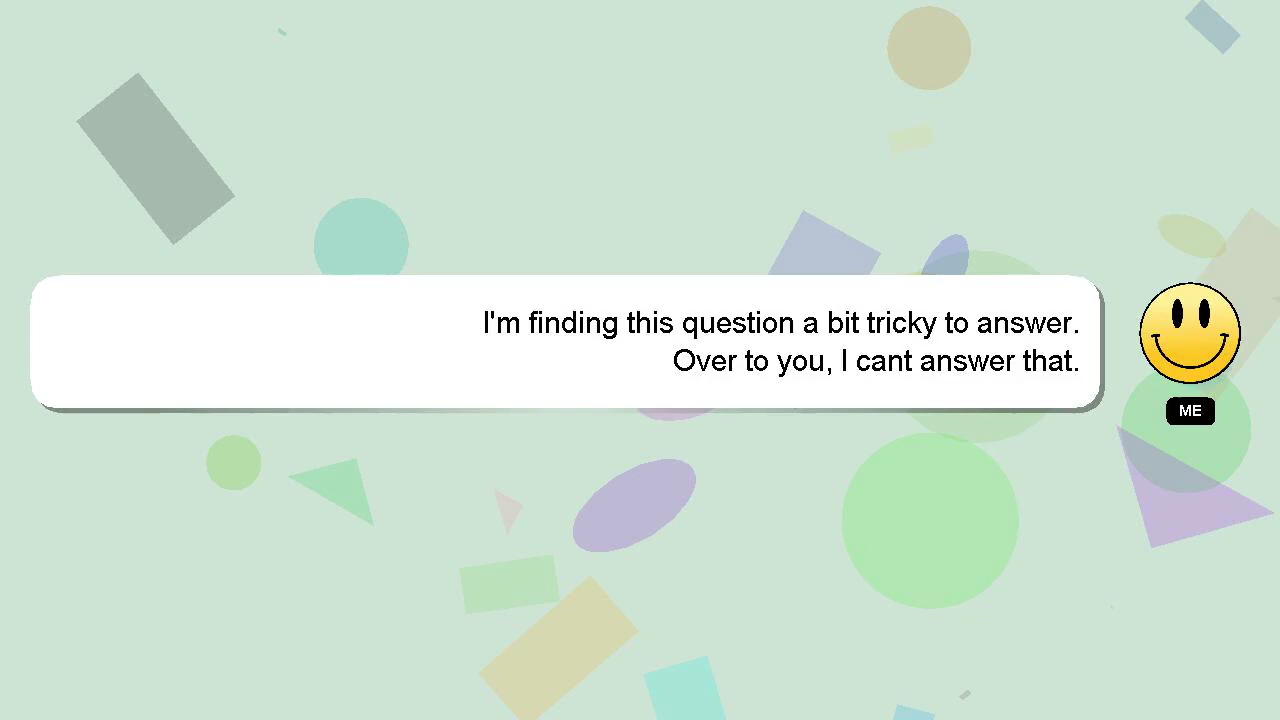 I'm finding this question a bit tricky to answer.
Over to you, I cant answer that.
ME